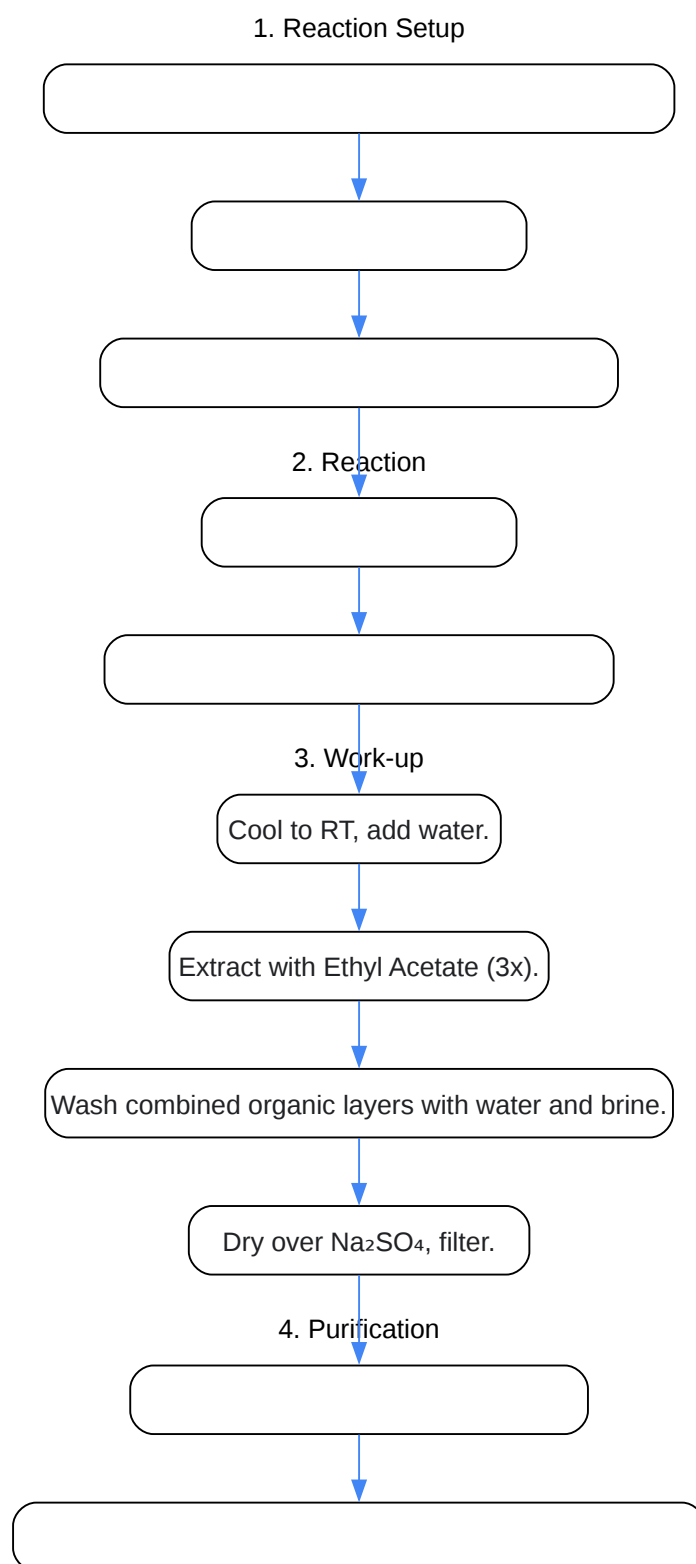 1. Reaction Setup
2. Reaction
3. Work-up
Cool to RT, add water.
Extract with Ethyl Acetate (3x).
Wash combined organic layers with water and brine.
Dry over Na₂SO₄, filter.
4. Purification